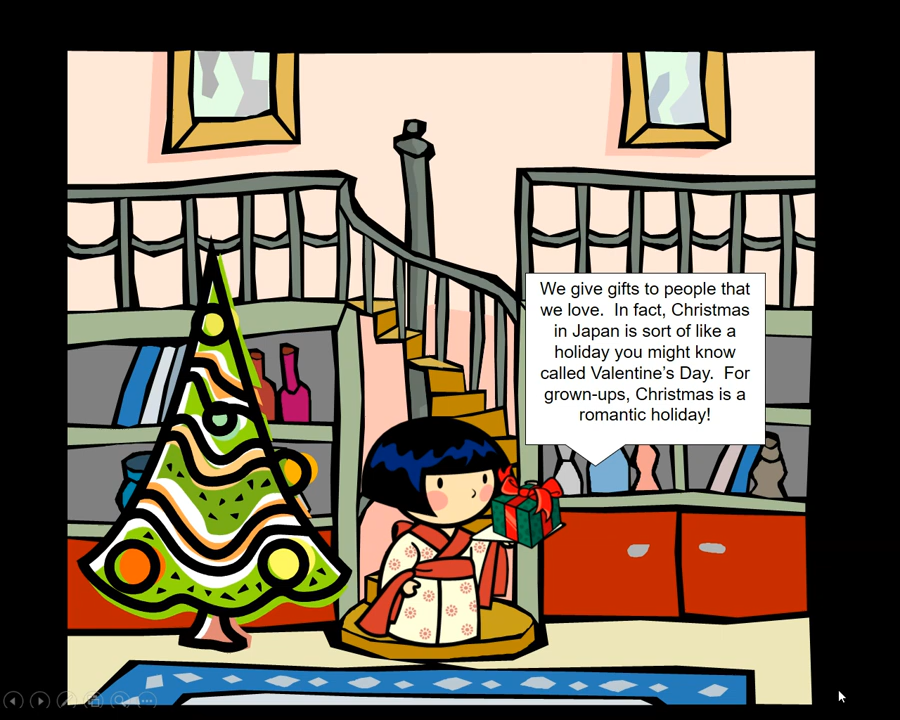 We give gifts to people that
we love.  In fact, Christmas
in Japan is sort of like a
holiday you might know
called Valentine’s Day.  For
grown-ups, Christmas is a
romantic holiday!